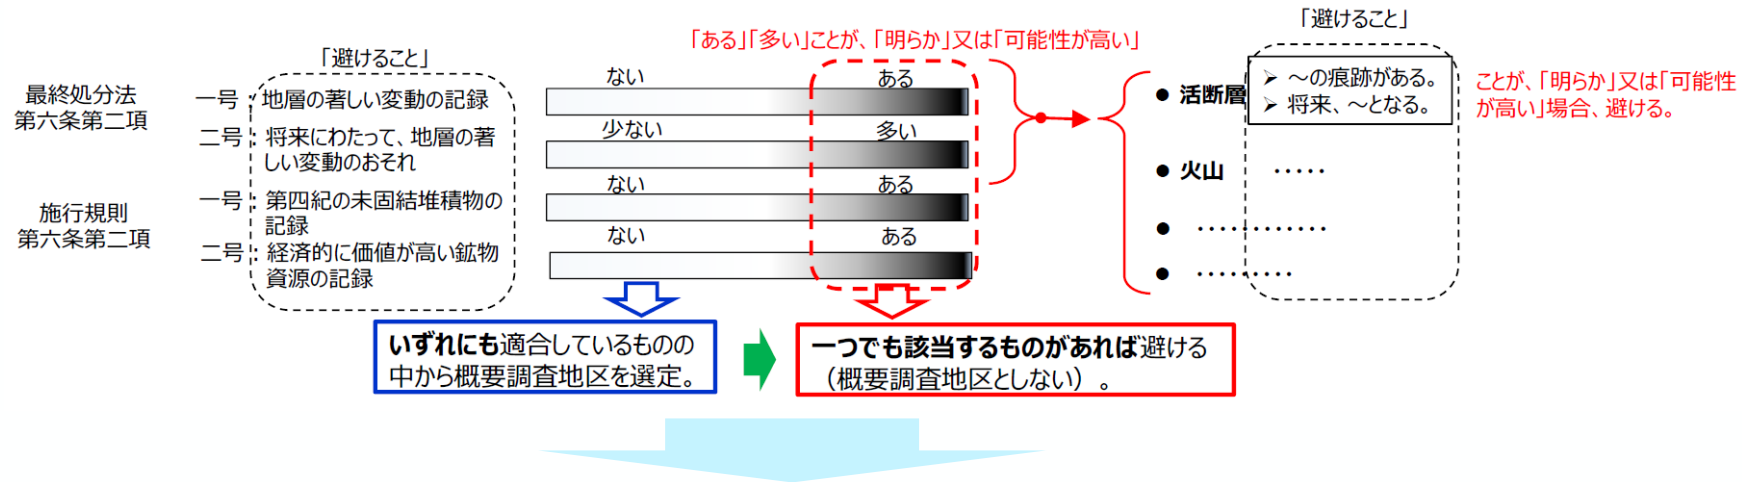 「避けること」
最終処分法
第六条第二項
一号：地層の著しい変動の記録
二号：将来にわたって、地層の著
しい変動のおそれ
施行規則
第六条第二項
一号：第四紀の未固結堆積物の
記録
二号：経済的に価値が高い鉱物
資源の記録
「ある」「多い」ことが、「明らか」又は「可能性が高い」
ない ある
少ない 多い
ない ある
ない ある
いずれにも適合しているものの
中から概要調査地区を選定。
一つでも該当するものがあれば避ける
（概要調査地区としない）。
「避けること」
● 活断層
➢ ～の痕跡がある。
➢ 将来、～となる。
ことが、「明らか」又は「可能性
が高い」場合、避ける。
● 火山 ・・・・・
● ・・・・・・・・・・・・
● ・・・・・・・・・